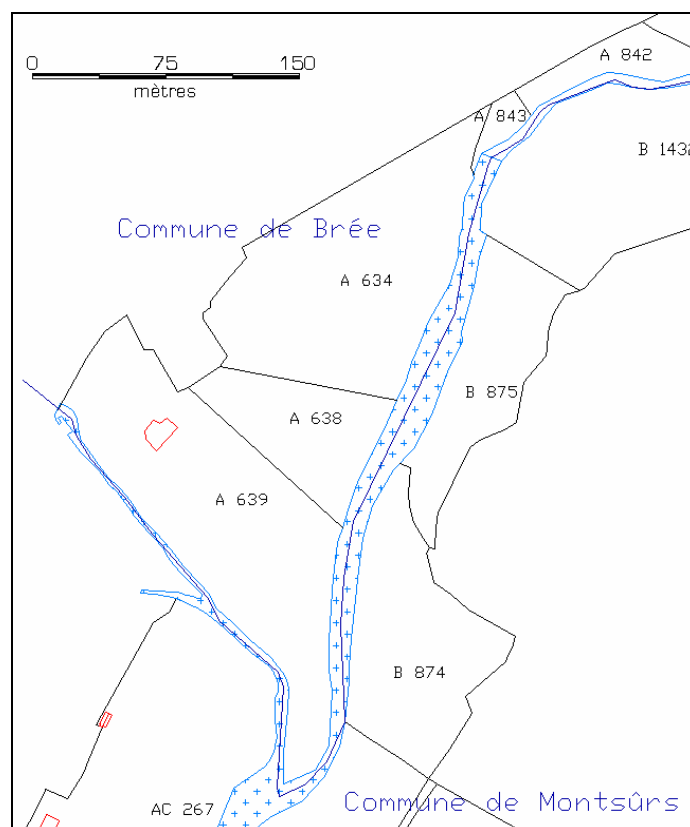 0 75 150
mètres
A 842
A 843
B 1432
Commune de Brée
A 634
B 875
A 638
A 639
B 874
AC 267
Commune de Montsûrs